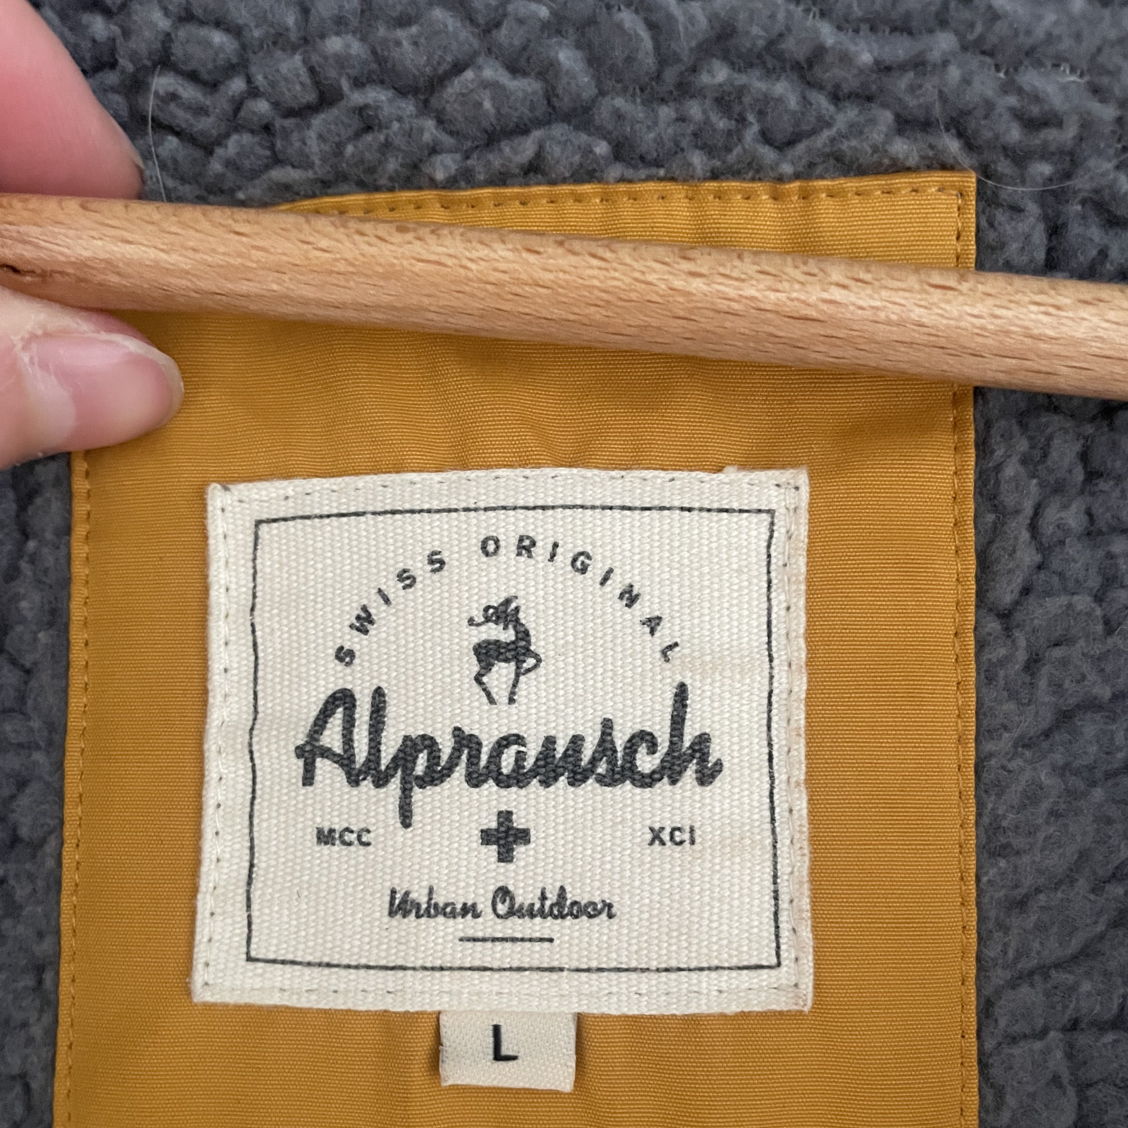 SWISS ORIGINAL
Alprausch
MCC XCI
Urban Outdoor
L